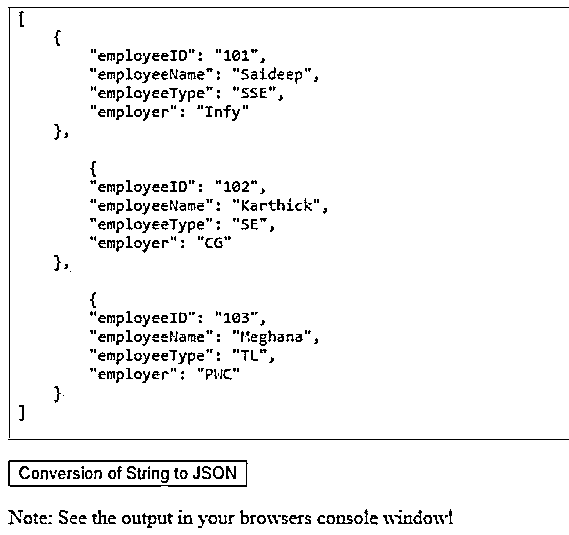 [
{
"employeeID": "101",
"employeeName": "Saideep",
"employeeType": "SSE",
"employer": "Infy"
},
{
"employeeID": "102",
"employeeName": "Karthick",
"employeeType": "SE",
"employer": "CG"
},
{
"employeeID": "103",
"employeeName": "Meghana",
"employeeType": "TL",
"employer": "PWC"
}
]
Conversion of String to JSON
Note: See the output in your browsers console window!